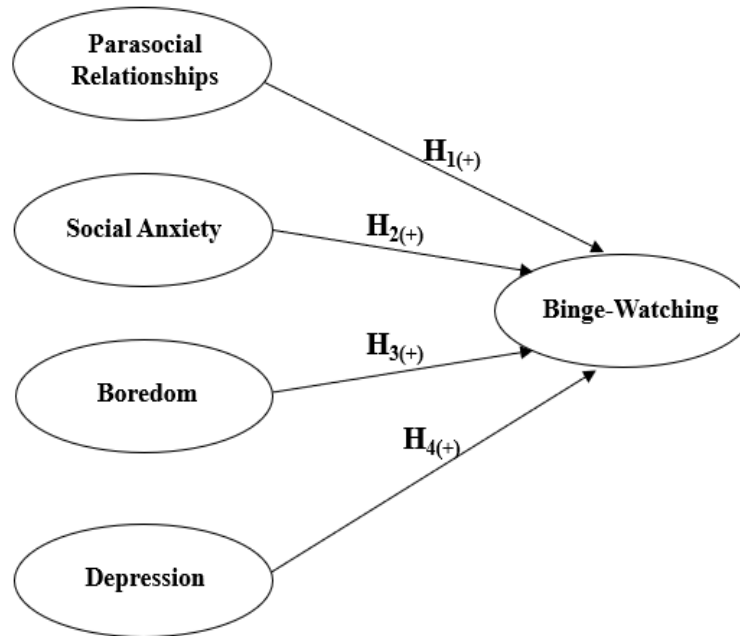 Parasocial
Relationships
H1(+)
Social Anxiety
H2(+)
Binge-Watching
Boredom
H3(+)
H4(+)
Depression